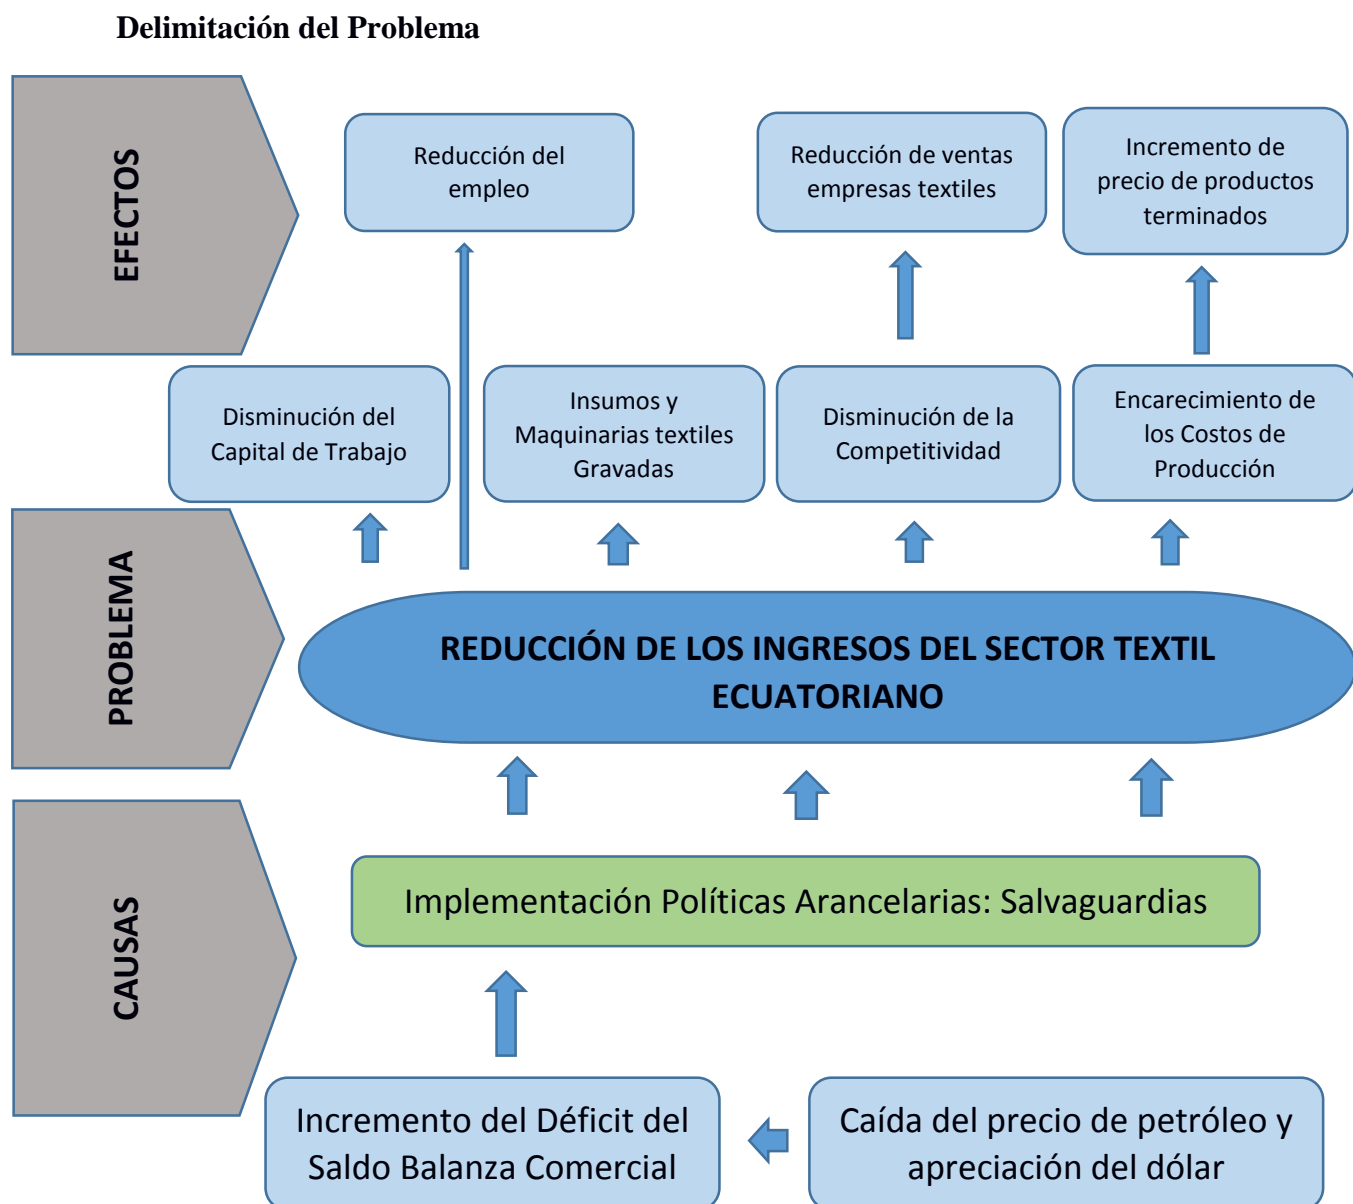 Delimitación del Problema
EFECTOS
Reducción del
empleo
Reducción de ventas
empresas textiles
Incremento de
precio de productos
terminados
Disminución del
Capital de Trabajo
Insumos y
Maquinarias textiles
Gravadas
Disminución de la
Competitividad
Encarecimiento de
los Costos de
Producción
PROBLEMA
REDUCCIÓN DE LOS INGRESOS DEL SECTOR TEXTIL
ECUATORIANO
CAUSAS
Implementación Políticas Arancelarias: Salvaguardias
Incremento del Déficit del
Saldo Balanza Comercial
Caída del precio de petróleo y
apreciación del dólar